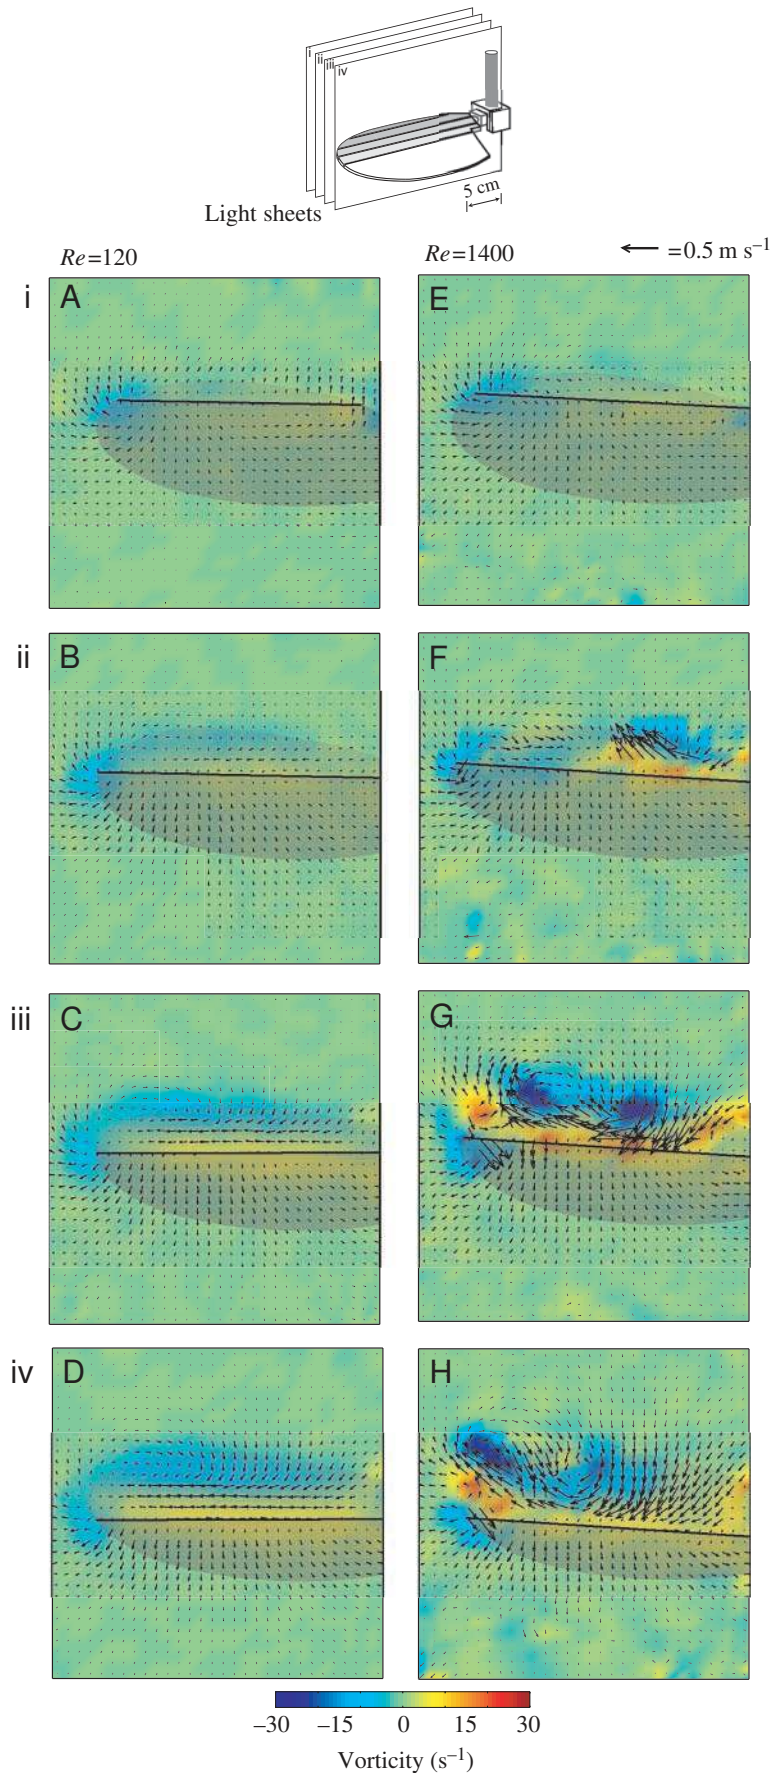 i
ii
iii
iv
5 cm
Light sheets
Re=120
Re=1400
=0.5 m s–1
i
A
E
ii
B
F
iii
C
G
iv
D
H
–30
–15
0
15
30
Vorticity (s–1)